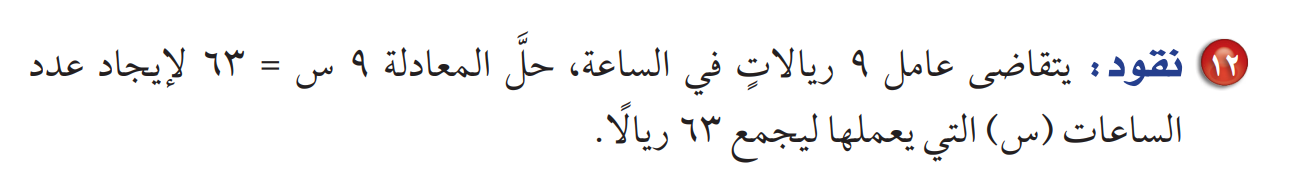 ١٢ نقود: يتقاضى عامل ٩ ريالاتٍ في الساعة، حلَّ المعادلة ٩ س = ٦٣ لإيجاد عدد
الساعات (س) التي يعملها ليجمع ٦٣ ريالًا.